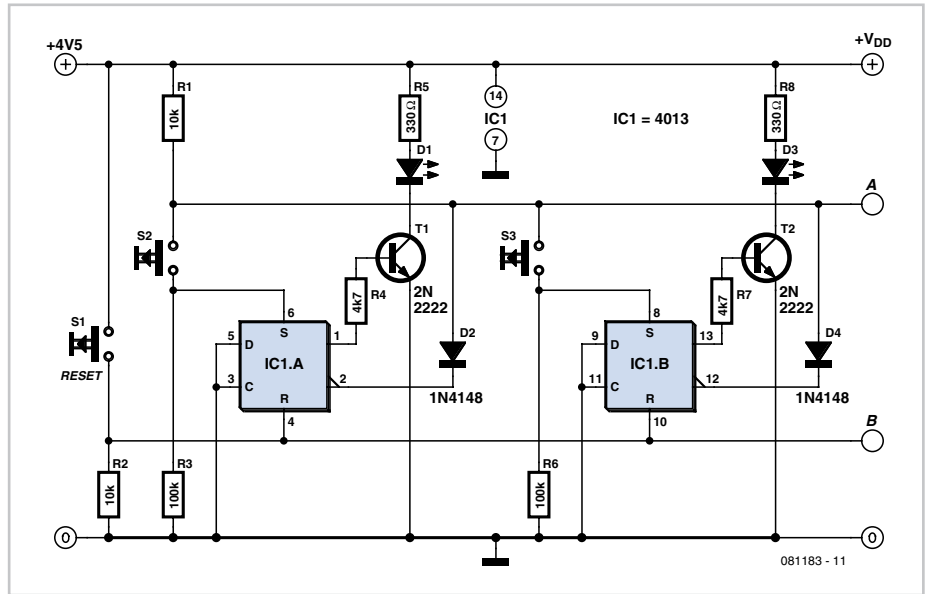 +4V5
+VDD
R1
10k
R5
330Ω
14
IC1
7
IC1 = 4013
R8
330Ω
D1
D3
A
S2
S3
T1
T2
R4
4k7
2N
2222
R7
4k7
2N
2222
S1
RESET
6
S
5
D
1
IC1.A
3
C
2
R
4
D2
1N4148
8
S
9
D
13
IC1.B
11
C
12
R
10
D4
1N4148
B
R2
10k
R3
100k
R6
100k
0
0
081183 - 11